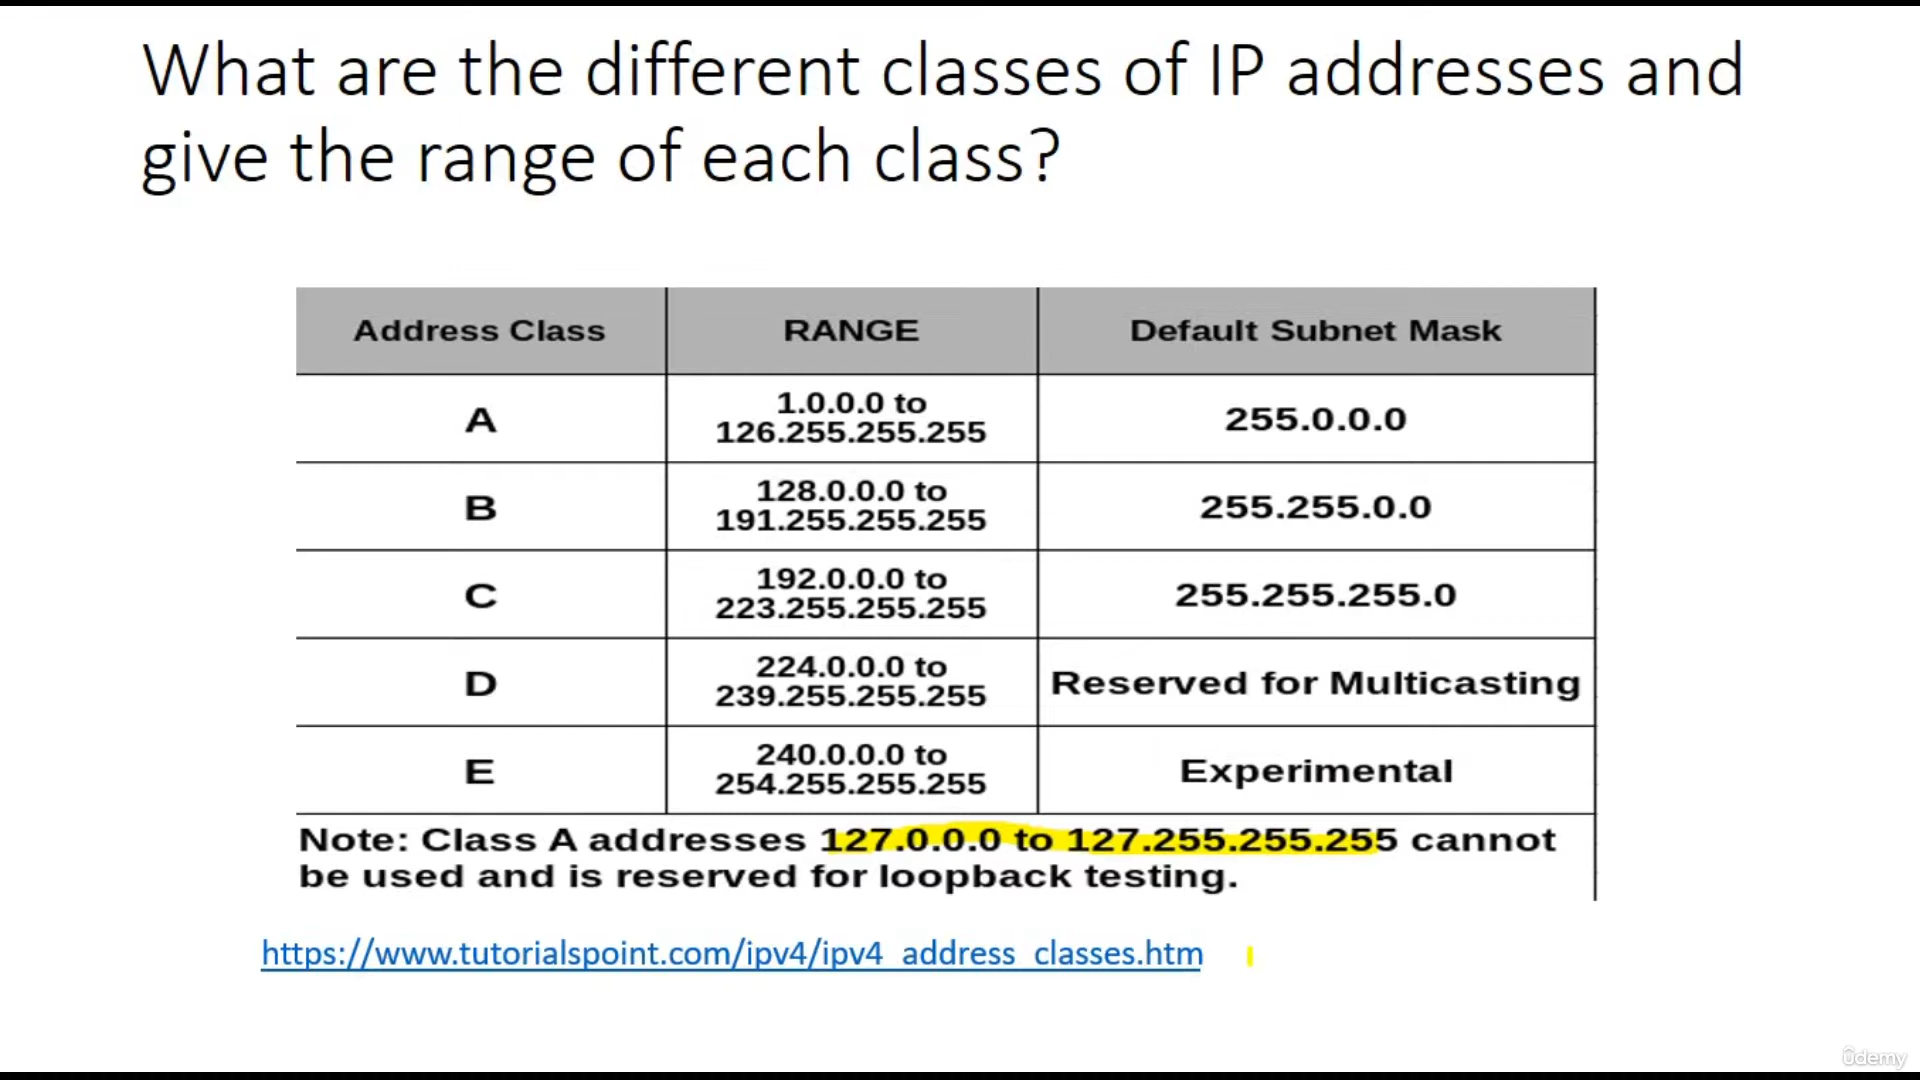 What are the different classes of IP addresses and
give the range of each class?
Address Class RANGE Default Subnet Mask
A 1.0.0.0 to 126.255.255.255 255.0.0.0
B 128.0.0.0 to 191.255.255.255 255.255.0.0
C 192.0.0.0 to 223.255.255.255 255.255.255.0
D 224.0.0.0 to 239.255.255.255 Reserved for Multicasting
E 240.0.0.0 to 254.255.255.255 Experimental
Note: Class A addresses 127.0.0.0 to 127.255.255.255 cannot
be used and is reserved for loopback testing.
https://www.tutorialspoint.com/ipv4/ipv4_address_classes.htm
ûdemy